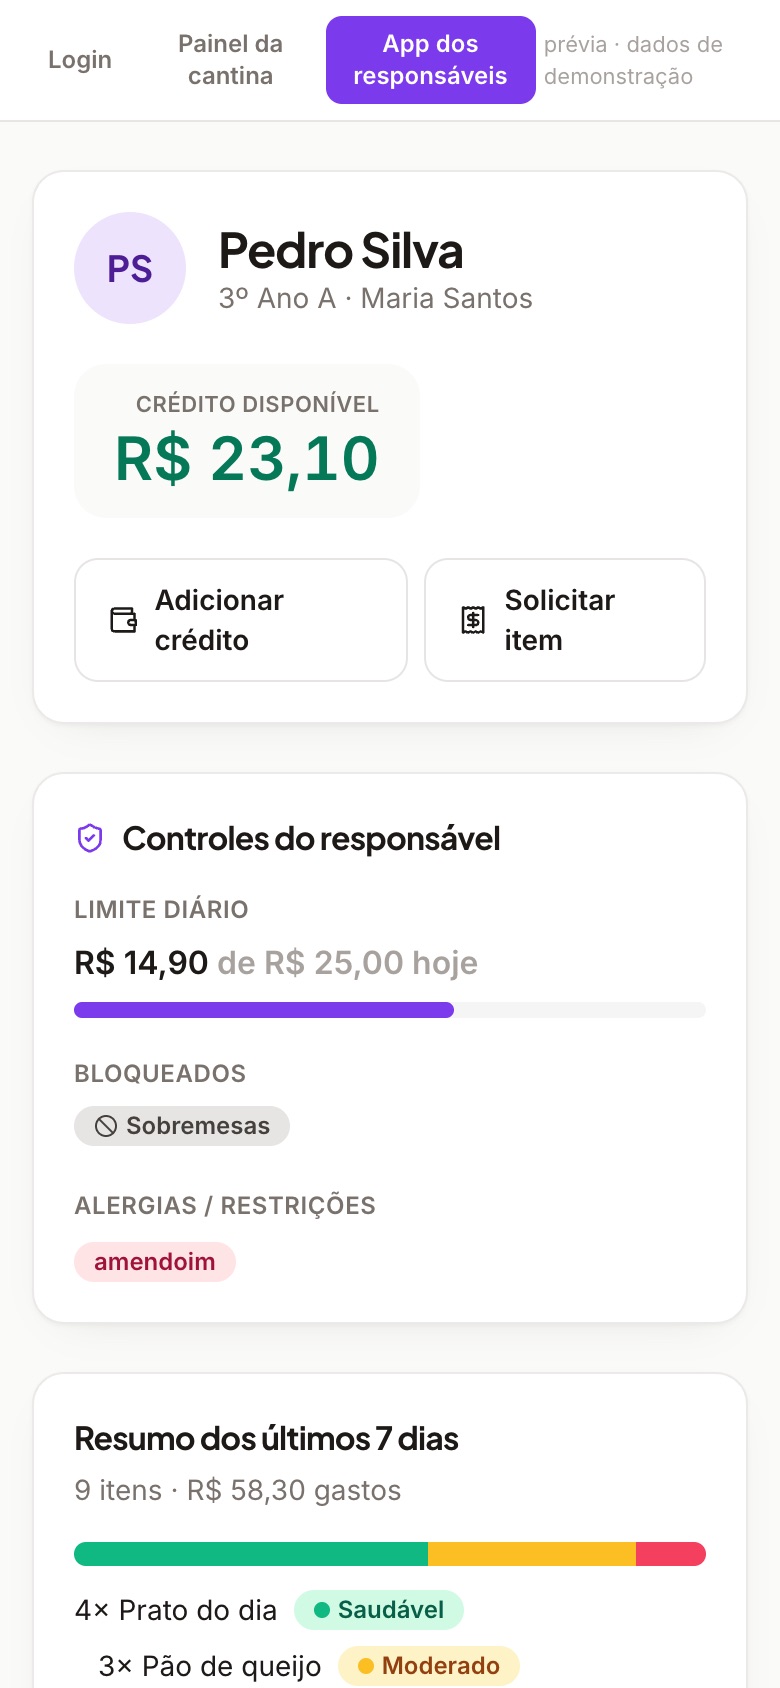 Login
Painel da
cantina
App dos
responsáveis
prévia · dados de
demonstração
PS
Pedro Silva
3º Ano A · Maria Santos
CRÉDITO DISPONÍVEL
R$ 23,10
Adicionar
crédito
Solicitar
item
Controles do responsável
LIMITE DIÁRIO
R$ 14,90 de R$ 25,00 hoje
BLOQUEADOS
Sobremesas
ALERGIAS / RESTRIÇÕES
amendoim
Resumo dos últimos 7 dias
9 itens · R$ 58,30 gastos
4× Prato do dia Saudável
3× Pão de queijo Moderado